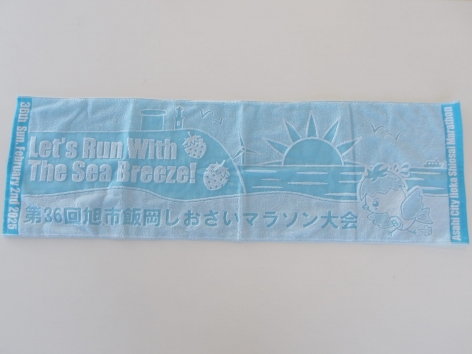 36th Sun. February 2nd 2025
Let's Run With
The Sea Breeze!
第36回旭市飯岡しおさいマラソン大会
Asahi City Iioka Shiosai Marathon